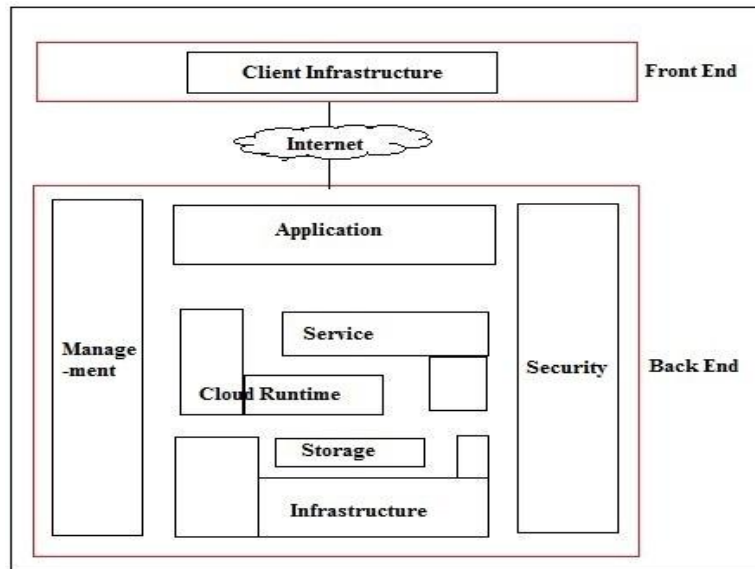 Client Infrastructure
Front End
Internet
Application
Service
Manage
-ment
Security
Back End
Cloud Runtime
Storage
Infrastructure